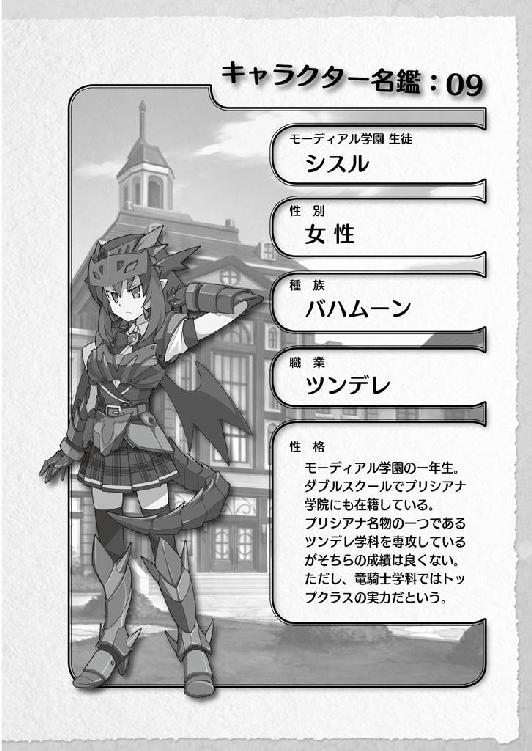 キャラクター名鑑：09
モーディアル学園 生徒
シスル
性 別
女 性
種 族
バハムーン
職 業
ツンデレ
性 格
モーディアル学園の一年生。
ダブルスクールでプリシアナ
学院にも在籍している。
プリシアナ名物の一つである
ツンデレ学科を専攻している
がそちらの成績は良くない。
ただし、竜騎士学科ではトッ
プクラスの実力だという。